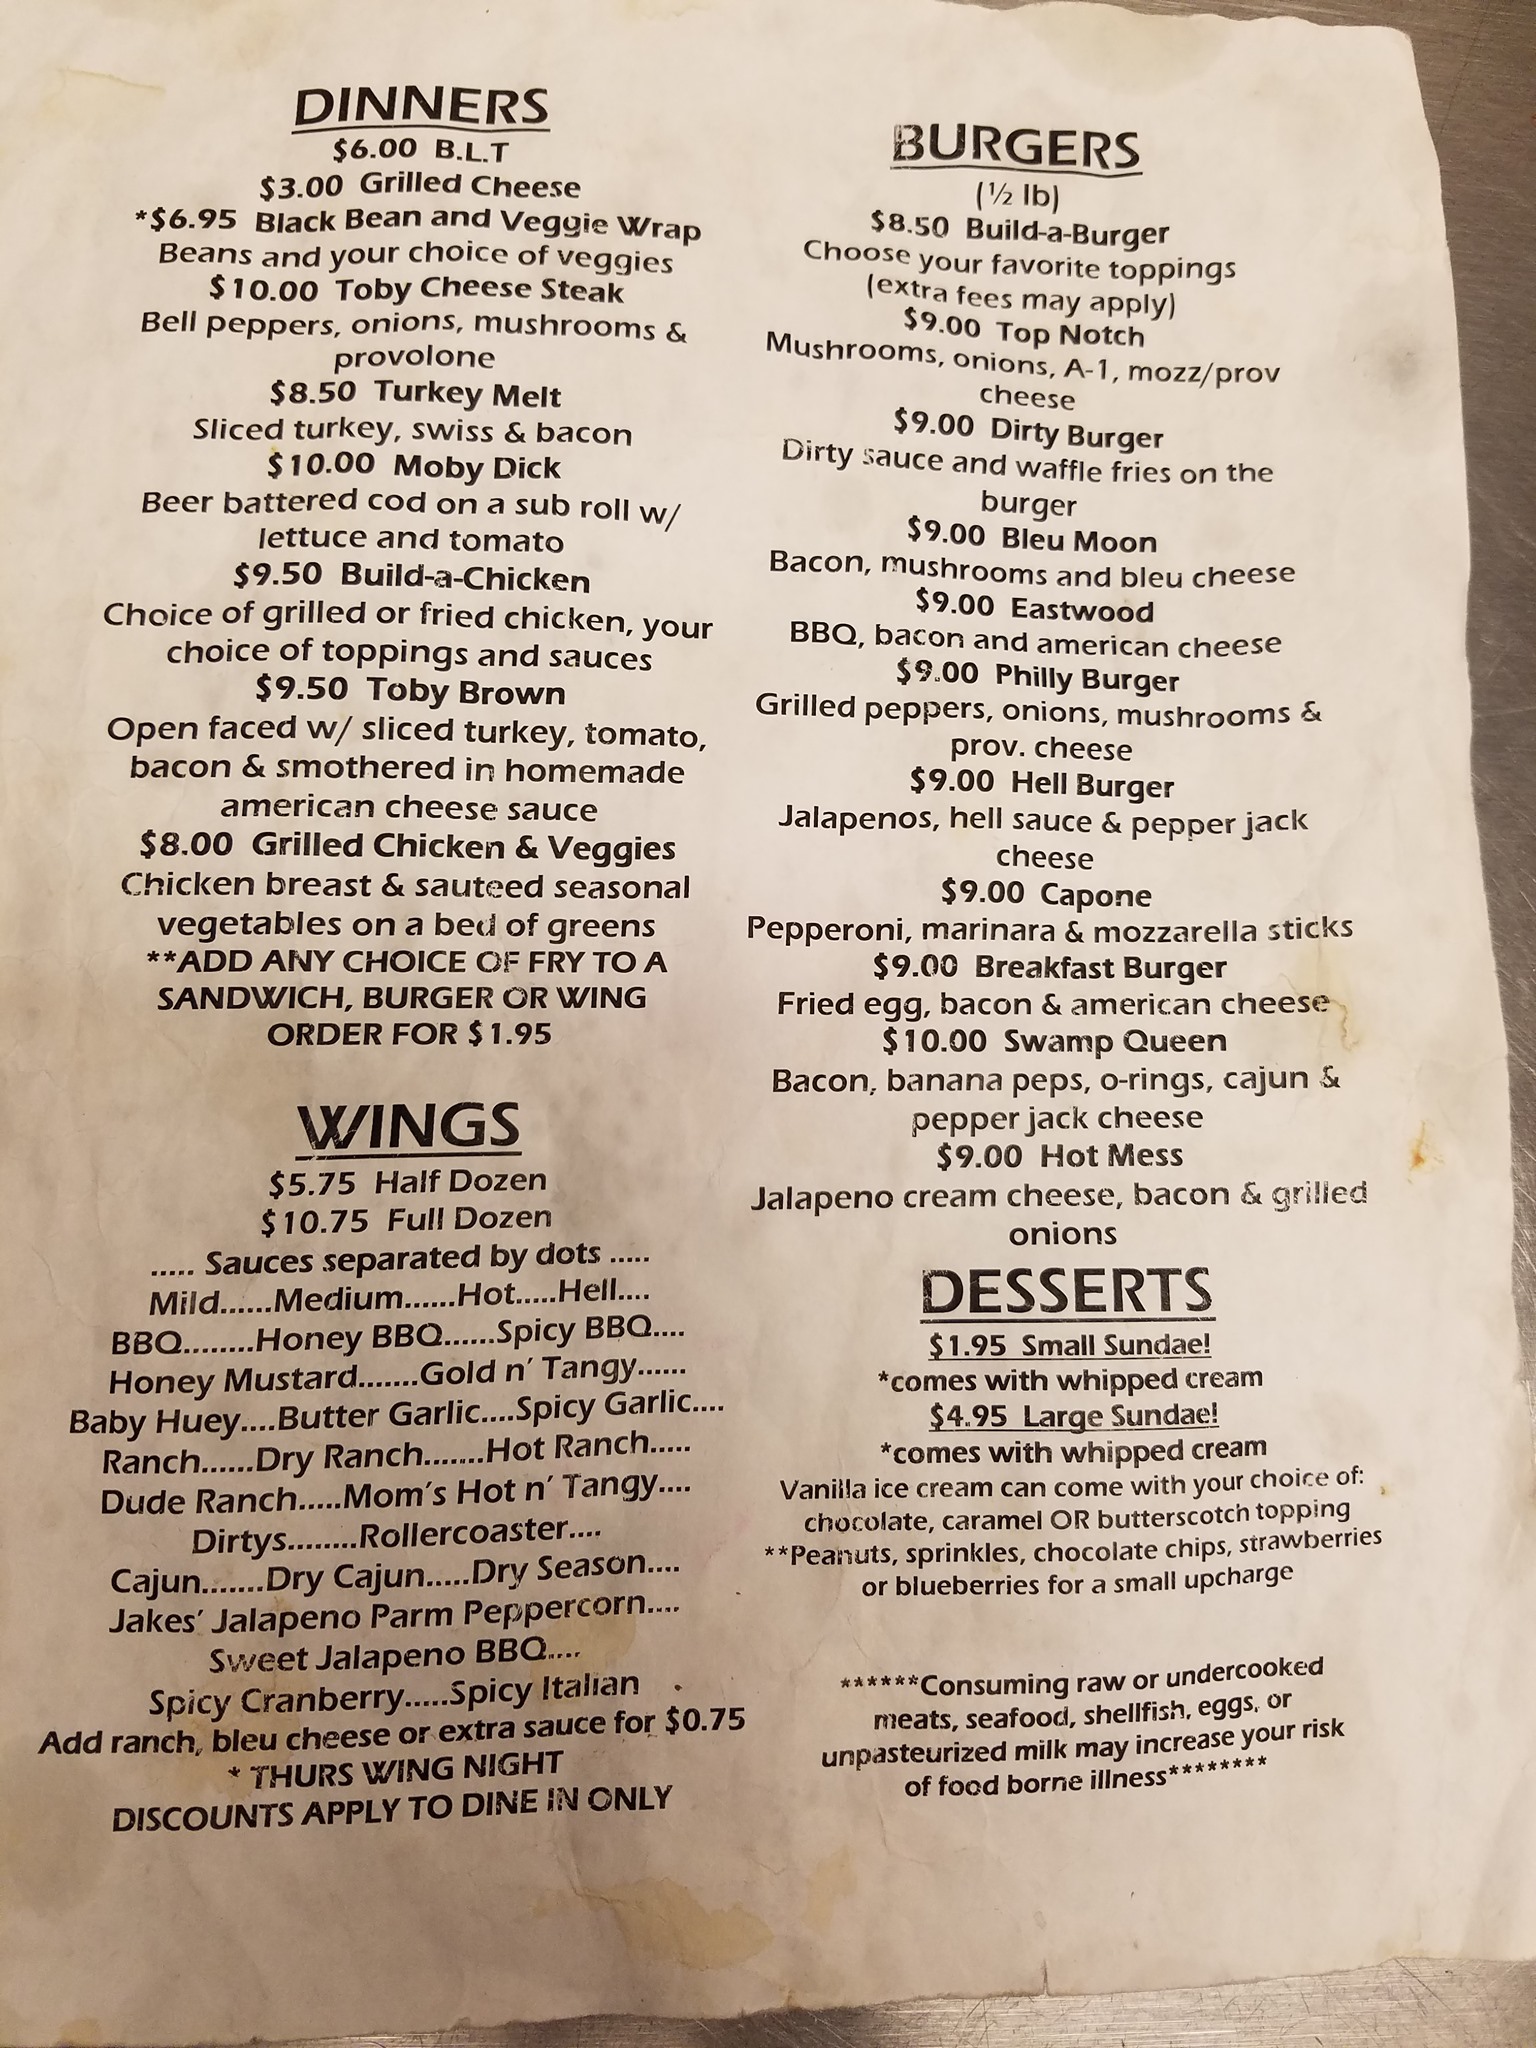 DINNERS
$6.00 B.L.T
$3.00 Grilled Cheese
*$6.95 Black Bean and Veggie Wrap
Beans and your choice of veggies
$10.00 Toby Cheese Steak
Bell peppers, onions, mushrooms &
provolone
$8.50 Turkey Melt
Sliced turkey, swiss & bacon
$10.00 Moby Dick
Beer battered cod on a sub roll w/
lettuce and tomato
$9.50 Build-a-Chicken
Choice of grilled or fried chicken, your
choice of toppings and sauces
$9.50 Toby Brown
Open faced w/ sliced turkey, tomato,
bacon & smothered in homemade
american cheese sauce
$8.00 Grilled Chicken & Veggies
Chicken breast & sauteed seasonal
vegetables on a bed of greens
**ADD ANY CHOICE OF FRY TO A
SANDWICH, BURGER OR WING
ORDER FOR $1.95
WINGS
$5.75 Half Dozen
$10.75 Full Dozen
..... Sauces separated by dots .....
Mild......Medium......Hot.....Hell....
BBQ........Honey BBQ......Spicy BBQ....
Honey Mustard.......Gold n' Tangy......
Baby Huey....Butter Garlic....Spicy Garlic....
Ranch......Dry Ranch.......Hot Ranch.....
Dude Ranch.....Mom's Hot n' Tangy....
Dirtys........Rollercoaster....
Cajun.......Dry Cajun.....Dry Season....
Jakes' Jalapeno Parm Peppercorn....
Sweet Jalapeno BBQ....
Spicy Cranberry.....Spicy Italian
Add ranch, bleu cheese or extra sauce for $0.75
* THURS WING NIGHT
DISCOUNTS APPLY TO DINE IN ONLY
BURGERS
(½ lb)
$8.50 Build-a-Burger
Choose your favorite toppings
(extra fees may apply)
$9.00 Top Notch
Mushrooms, onions, A-1, mozz/prov
cheese
$9.00 Dirty Burger
Dirty sauce and waffle fries on the
burger
$9.00 Bleu Moon
Bacon, mushrooms and bleu cheese
$9.00 Eastwood
BBQ, bacon and american cheese
$9.00 Philly Burger
Grilled peppers, onions, mushrooms &
prov. cheese
$9.00 Hell Burger
Jalapenos, hell sauce & pepper jack
cheese
$9.00 Capone
Pepperoni, marinara & mozzarella sticks
$9.00 Breakfast Burger
Fried egg, bacon & american cheese
$10.00 Swamp Queen
Bacon, banana peps, o-rings, cajun &
pepper jack cheese
$9.00 Hot Mess
Jalapeno cream cheese, bacon & grilled
onions
DESSERTS
$1.95 Small Sundae!
*comes with whipped cream
$4.95 Large Sundae!
*comes with whipped cream
Vanilla ice cream can come with your choice of:
chocolate, caramel OR butterscotch topping
**Peanuts, sprinkles, chocolate chips, strawberries
or blueberries for a small upcharge
******Consuming raw or undercooked
meats, seafood, shellfish, eggs, or
unpasteurized milk may increase your risk
of food borne illness********